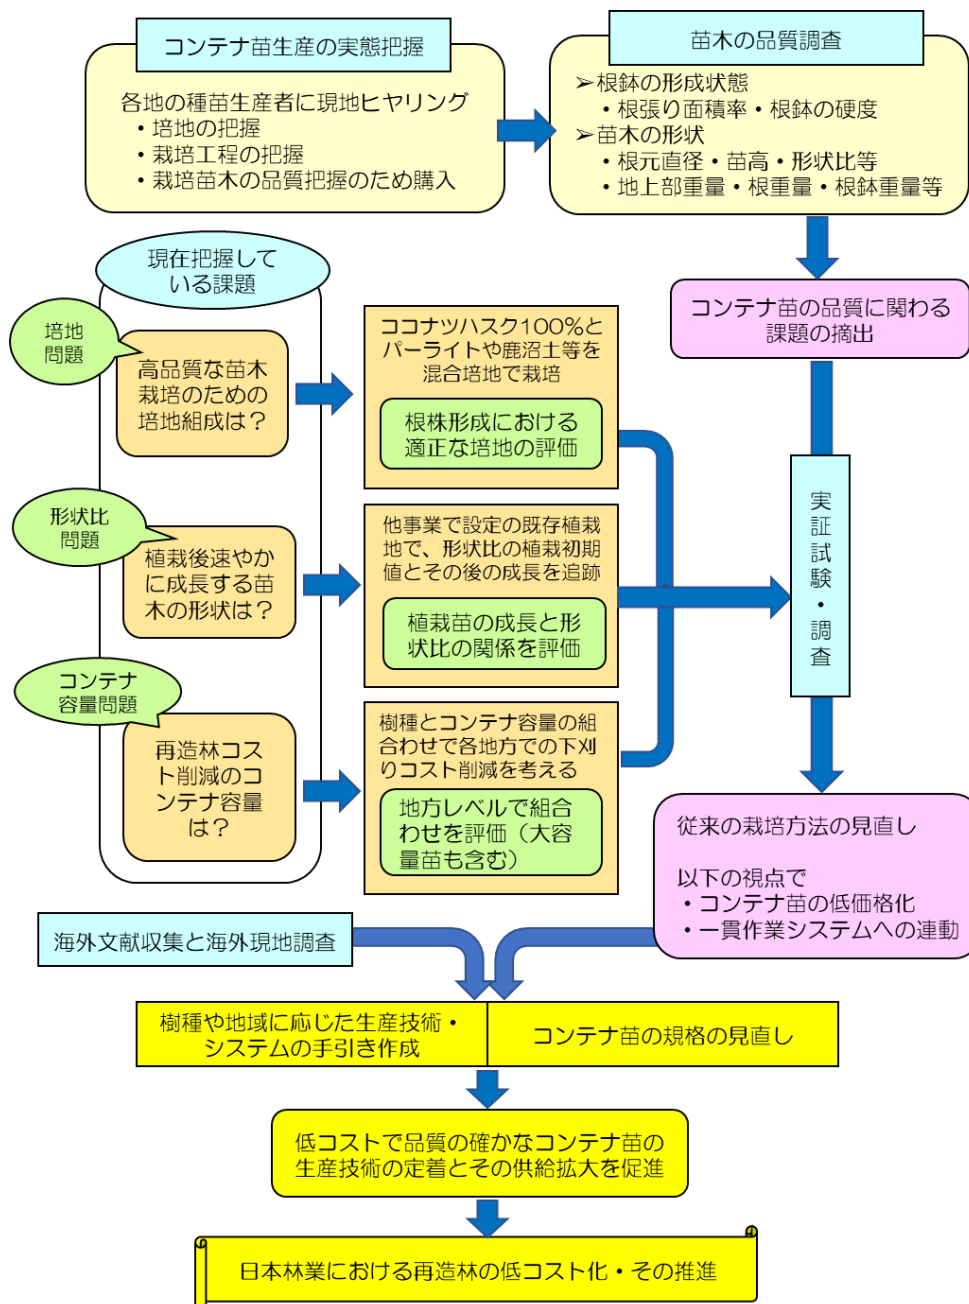 コンテナ苗生産の実態把握
各地の種苗生産者に現地ヒヤリング
・培地の把握
・栽培工程の把握
・栽培苗木の品質把握のため購入
苗木の品質調査
➢根鉢の形成状態
・根張り面積率・根鉢の硬度
➢苗木の形状
・根元直径・苗高・形状比等
・地上部重量・根重量・根鉢重量等
コンテナ苗の品質に関わる
課題の摘出
現在把握して
いる課題
培地
問題
高品質な苗木
栽培のための
培地組成は?
ココナツハスク100%と
パーライトや鹿沼土等を
混合培地で栽培
根株形成における
適正な培地の評価
形状比
問題
植栽後速やか
に成長する苗
木の形状は?
他事業で設定の既存植栽
地で、形状比の植栽初期
値とその後の成長を追跡
植栽苗の成長と形
状比の関係を評価
コンテナ
容量問題
再造林コス
ト削減のコ
ンテナ容量
は?
樹種とコンテナ容量の組
合わせで各地方での下刈
りコスト削減を考える
地方レベルで組合
わせを評価(大容
量苗も含む)
実証試験・調査
従来の栽培方法の見直し
以下の視点で
・コンテナ苗の低価格化
・一貫作業システムへの連動
海外文献収集と海外現地調査
樹種や地域に応じた生産技術・
システムの手引き作成
コンテナ苗の規格の見直し
低コストで品質の確かなコンテナ苗の
生産技術の定着とその供給拡大を促進
日本林業における再造林の低コスト化・その推進